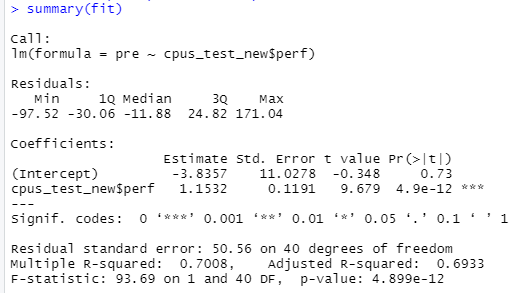 > summary(fit)
Call:
lm(formula = pre ~ cpus_test_new$perf)
Residuals:
Min 1Q Median 3Q Max
-97.52 -30.06 -11.88 24.82 171.04
Coefficients:
Estimate Std. Error t value Pr(>|t|)
(Intercept) -3.8357 11.0278 -0.348 0.73
cpus_test_new$perf 1.1532 0.1191 9.679 4.9e-12 ***
---
Signif. codes: 0 ‘***’ 0.001 ‘**’ 0.01 ‘*’ 0.05 ‘.’ 0.1 ‘ ’ 1
Residual standard error: 50.56 on 40 degrees of freedom
Multiple R-squared: 0.7008, Adjusted R-squared: 0.6933
F-statistic: 93.69 on 1 and 40 DF, p-value: 4.899e-12